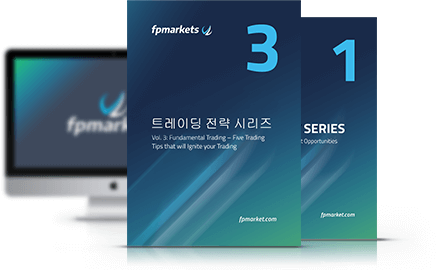 fpmarkets
fpmarkets
3
트레이딩 전략 시리즈
Vol. 3: Fundamental Trading – Five Trading
Tips that will Ignite your Trading
fpmarket.com
1
SERIES
t Opportunities
fpmarket.com